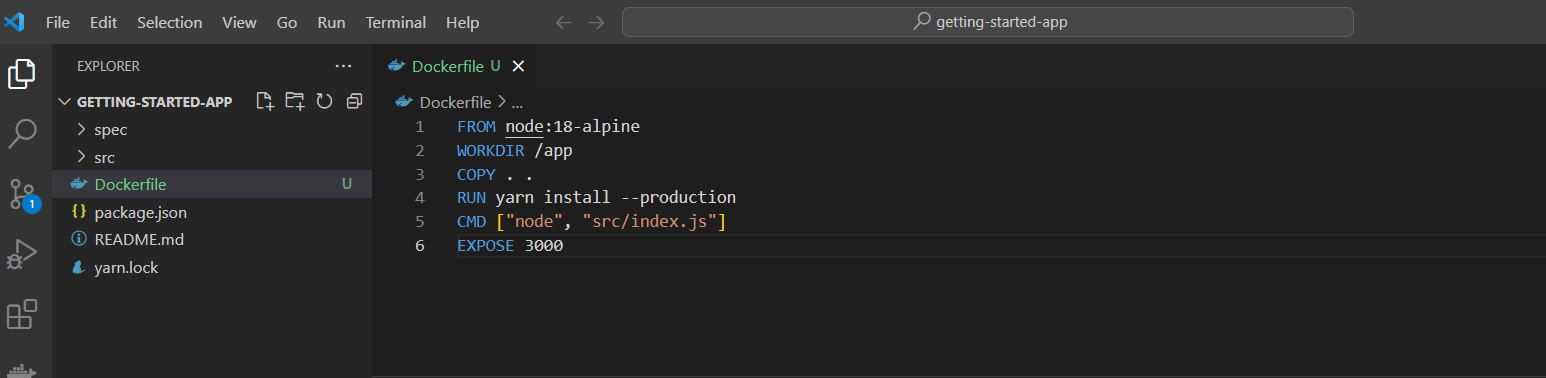 File Edit Selection View Go Run Terminal Help getting-started-app
EXPLORER ...
GETTING-STARTED-APP
spec
src
Dockerfile U
package.json
README.md
yarn.lock
1
Dockerfile U
Dockerfile > ...
1 FROM node:18-alpine
2 WORKDIR /app
3 COPY . .
4 RUN yarn install --production
5 CMD ["node", "src/index.js"]
6 EXPOSE 3000